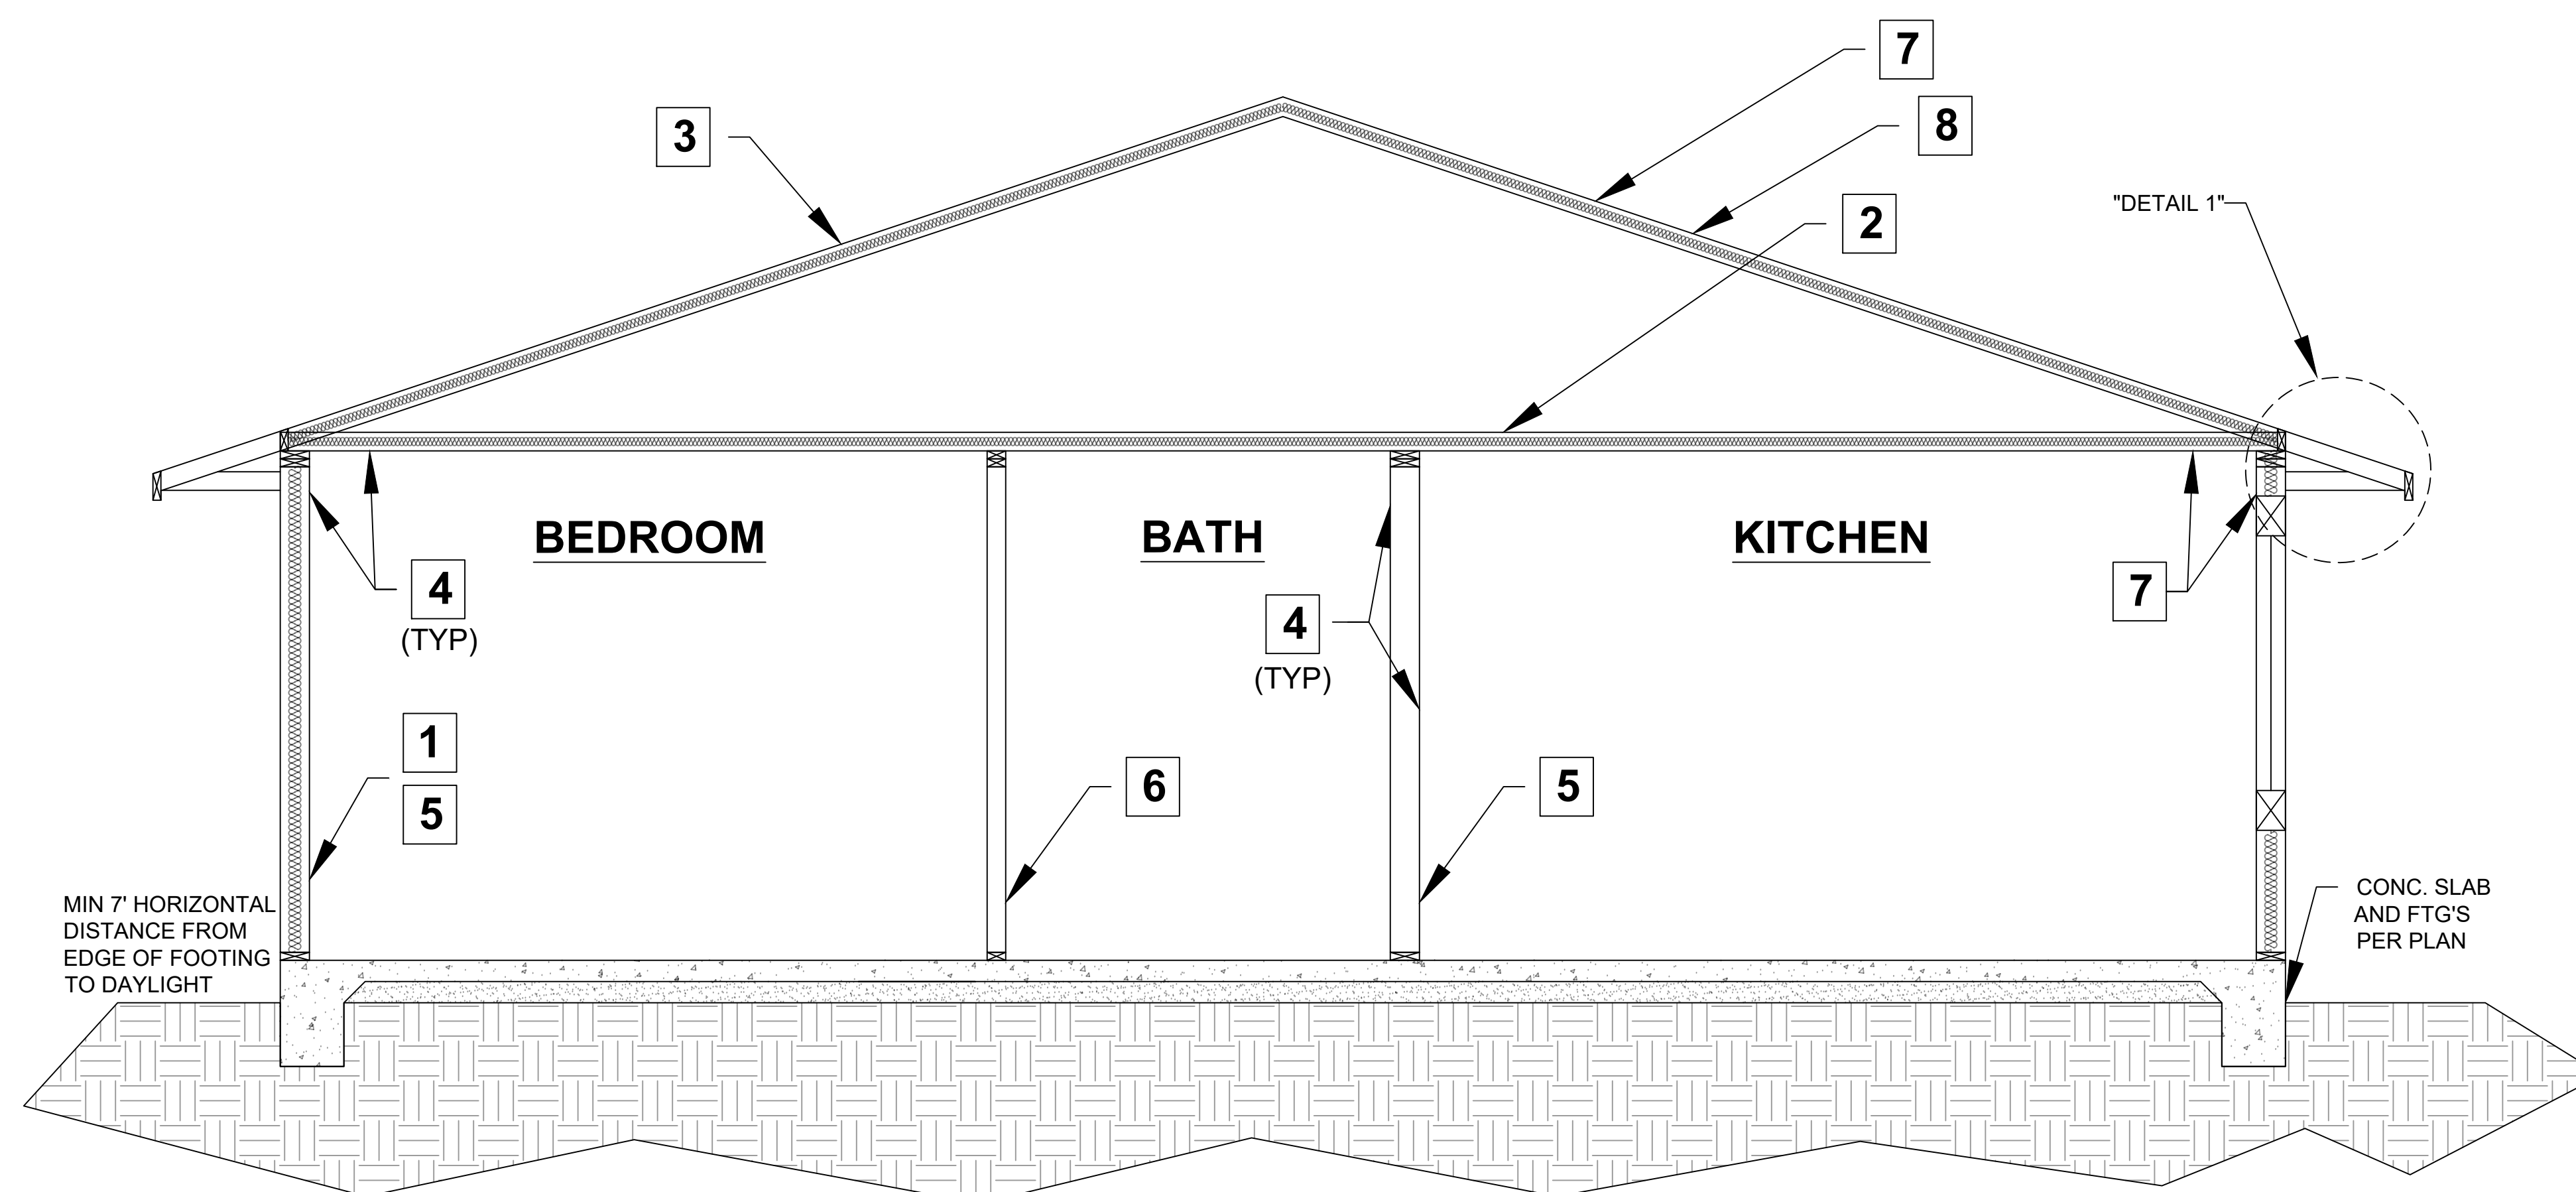 7
3
8
2
"DETAIL 1"
BEDROOM
BATH
KITCHEN
4
(TYP)
4
(TYP)
7
1
5
6
5
MIN 7' HORIZONTAL
DISTANCE FROM
EDGE OF FOOTING
TO DAYLIGHT
CONC. SLAB
AND FTG'S
PER PLAN